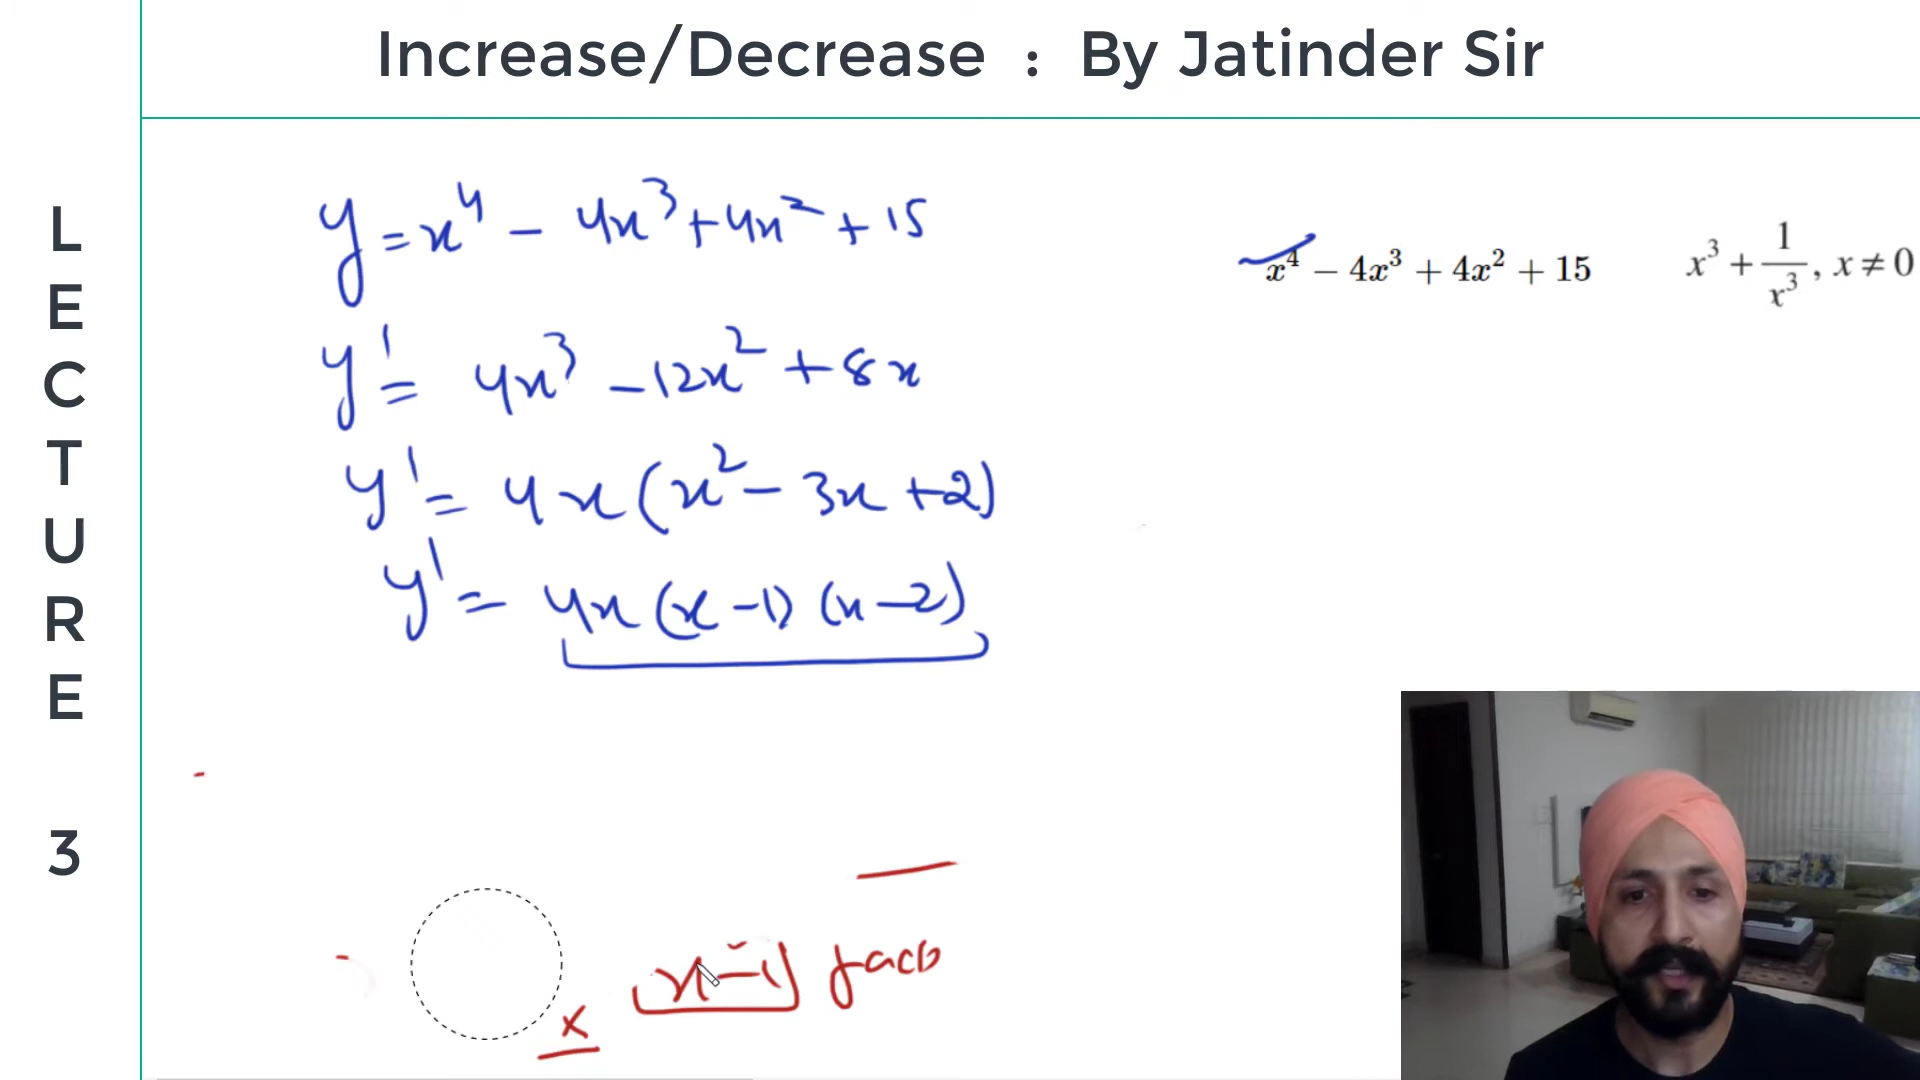 Increase/Decrease : By Jatinder Sir
LECTURE 3
y = x⁴ − 4x³ + 4x² + 15
y' = 4x³ − 12x² + 8x
y' = 4x(x² − 3x + 2)
y' = 4x(x − 1)(x − 2)
x⁴ − 4x³ + 4x² + 15
x³ + 1/x³, x ≠ 0
x − 1
x